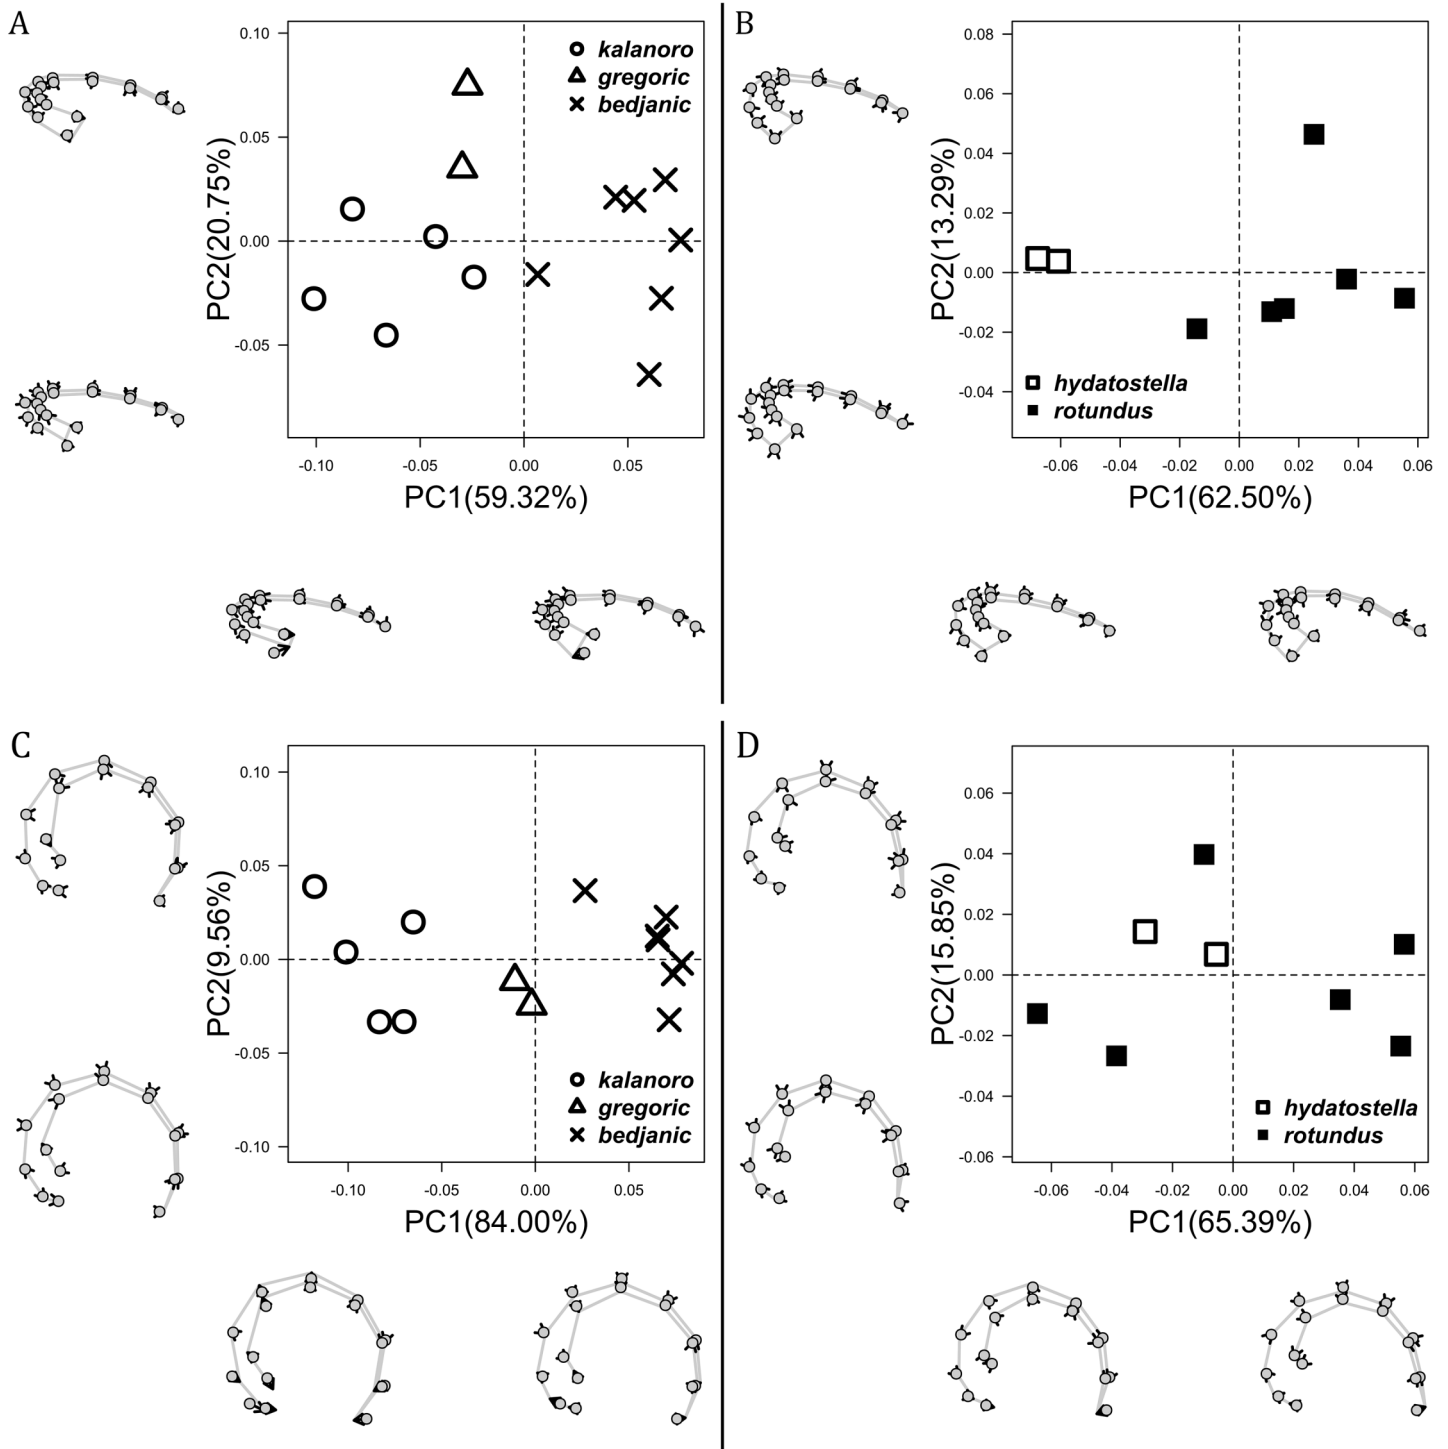 A
0.10
0.05
0.00
-0.05
PC2(20.75%)
kalanoro
gregoric
bedjanic
-0.10
-0.05
0.00
0.05
PC1(59.32%)
B
0.08
0.06
0.04
0.02
0.00
-0.02
-0.04
PC2(13.29%)
hydatostella
rotundus
-0.06
-0.04
-0.02
0.00
0.02
0.04
0.06
PC1(62.50%)
C
0.10
0.05
0.00
-0.05
-0.10
PC2(9.56%)
kalanoro
gregoric
bedjanic
-0.10
-0.05
0.00
0.05
PC1(84.00%)
D
0.06
0.04
0.02
0.00
-0.02
-0.04
-0.06
PC2(15.85%)
hydatostella
rotundus
-0.06
-0.04
-0.02
0.00
0.02
0.04
0.06
PC1(65.39%)